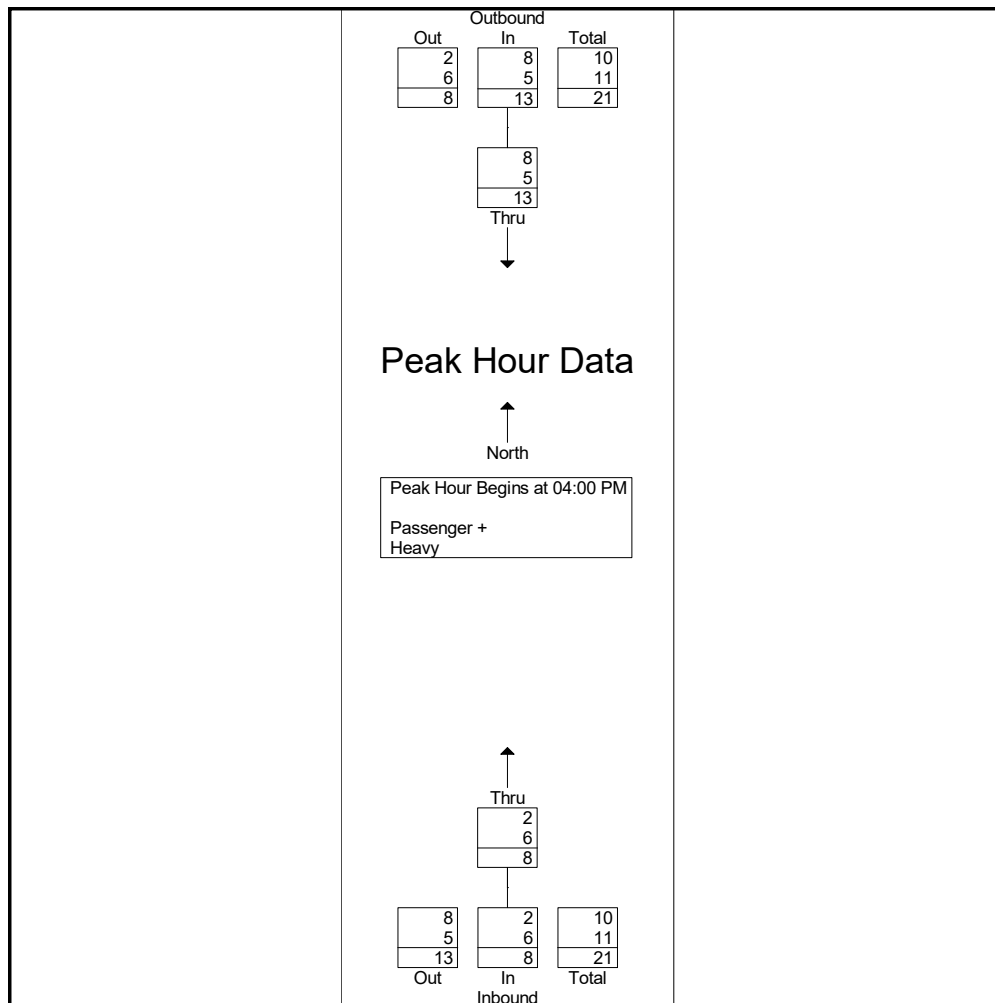 Outbound
Out In Total
2 8 10
6 5 11
8 13 21
8
5
13
Thru
Peak Hour Data
North
Peak Hour Begins at 04:00 PM
Passenger +
Heavy
Thru
2
6
8
8 2 10
5 6 11
13 8 21
Out In Total
Inbound